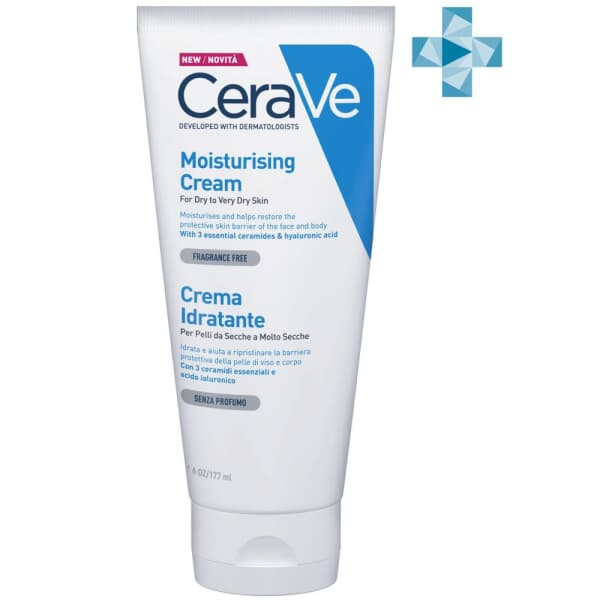 NEW / NOVITÀ
CeraVe
DEVELOPED WITH DERMATOLOGISTS
Moisturising
Cream
For Dry to Very Dry Skin
Moisturises and helps restore the
protective skin barrier of the face and body
With 3 essential ceramides & hyaluronic acid
FRAGRANCE FREE
Crema
Idratante
Per Pelli da Secche a Molto Secche
Idrata e aiuta a ripristinare la barriera
protettiva della pelle di viso e corpo
Con 3 ceramidi essenziali e
acido ialuronico
SENZA PROFUMO
6 OZ/177 ml